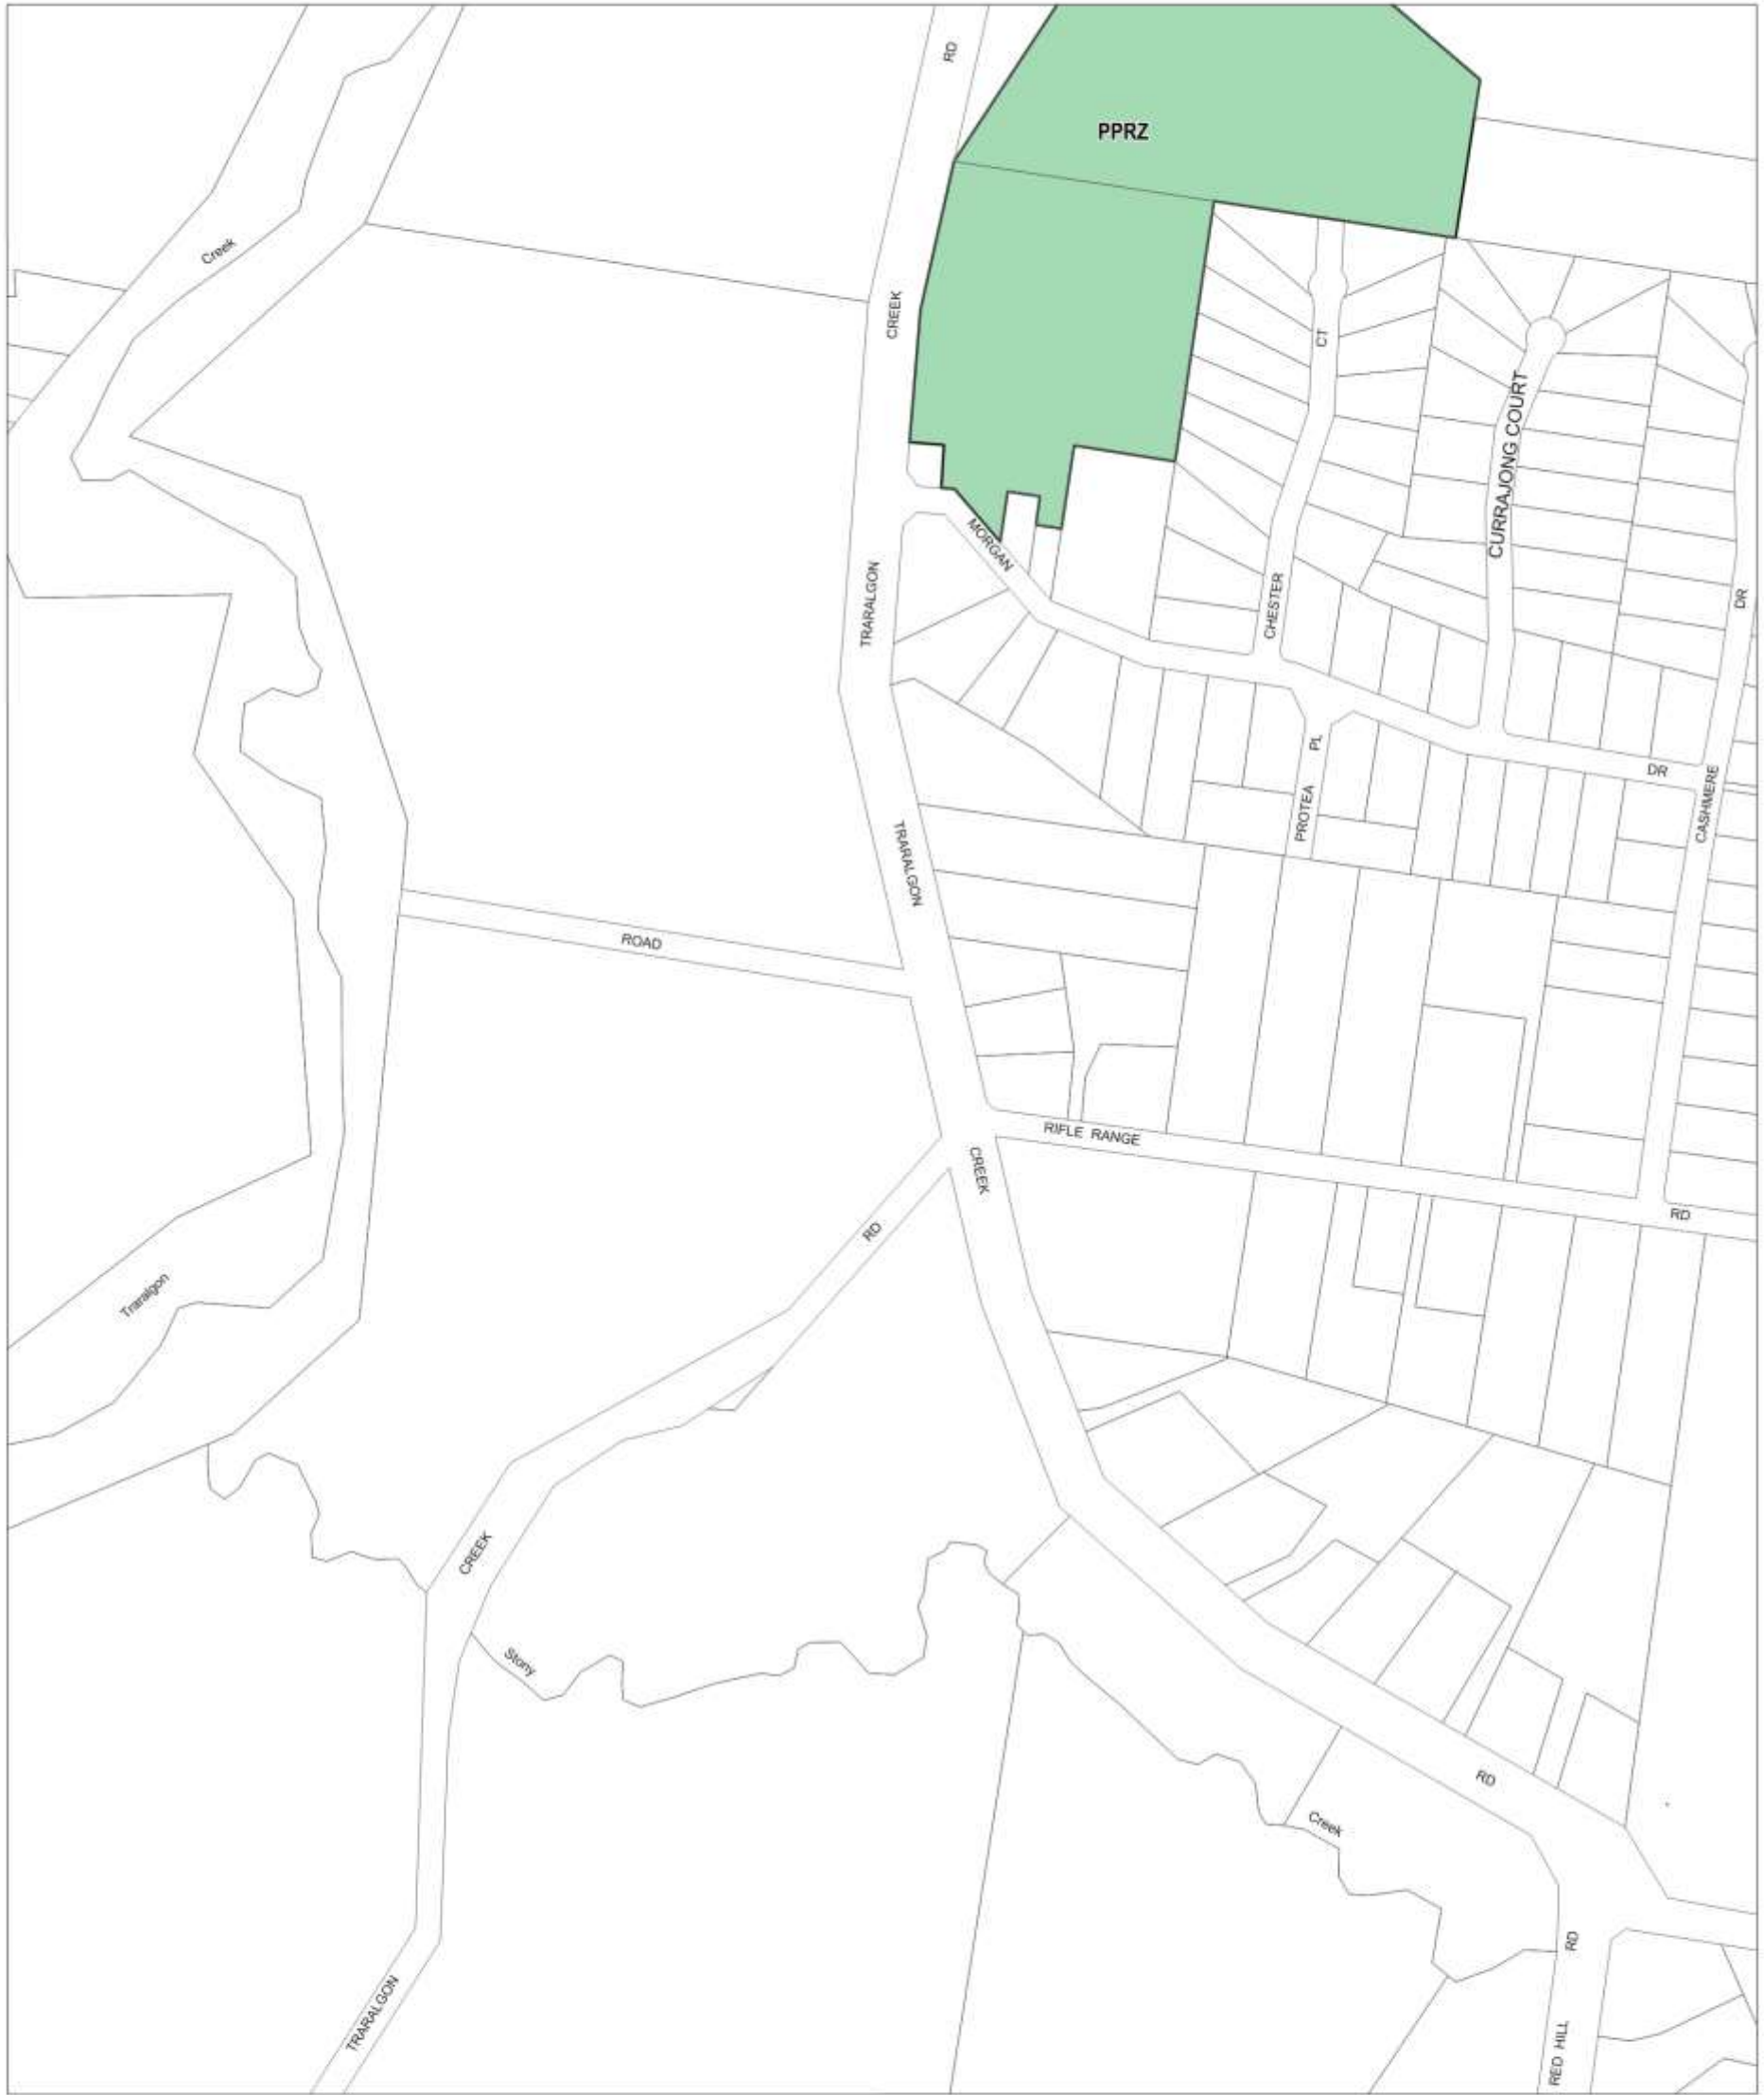 RD
PPRZ
Creek
CREEK
CT
CURRAJONG COURT
MORGAN
TRARALGON
CHESTER
DR
PL
DR
PROTEA
CASHMERE
TRARALGON
ROAD
RIFLE RANGE
CREEK
RD
RD
Traralgon
CREEK
Stony
RD
Creek
RD
TRARALGON
RED HILL